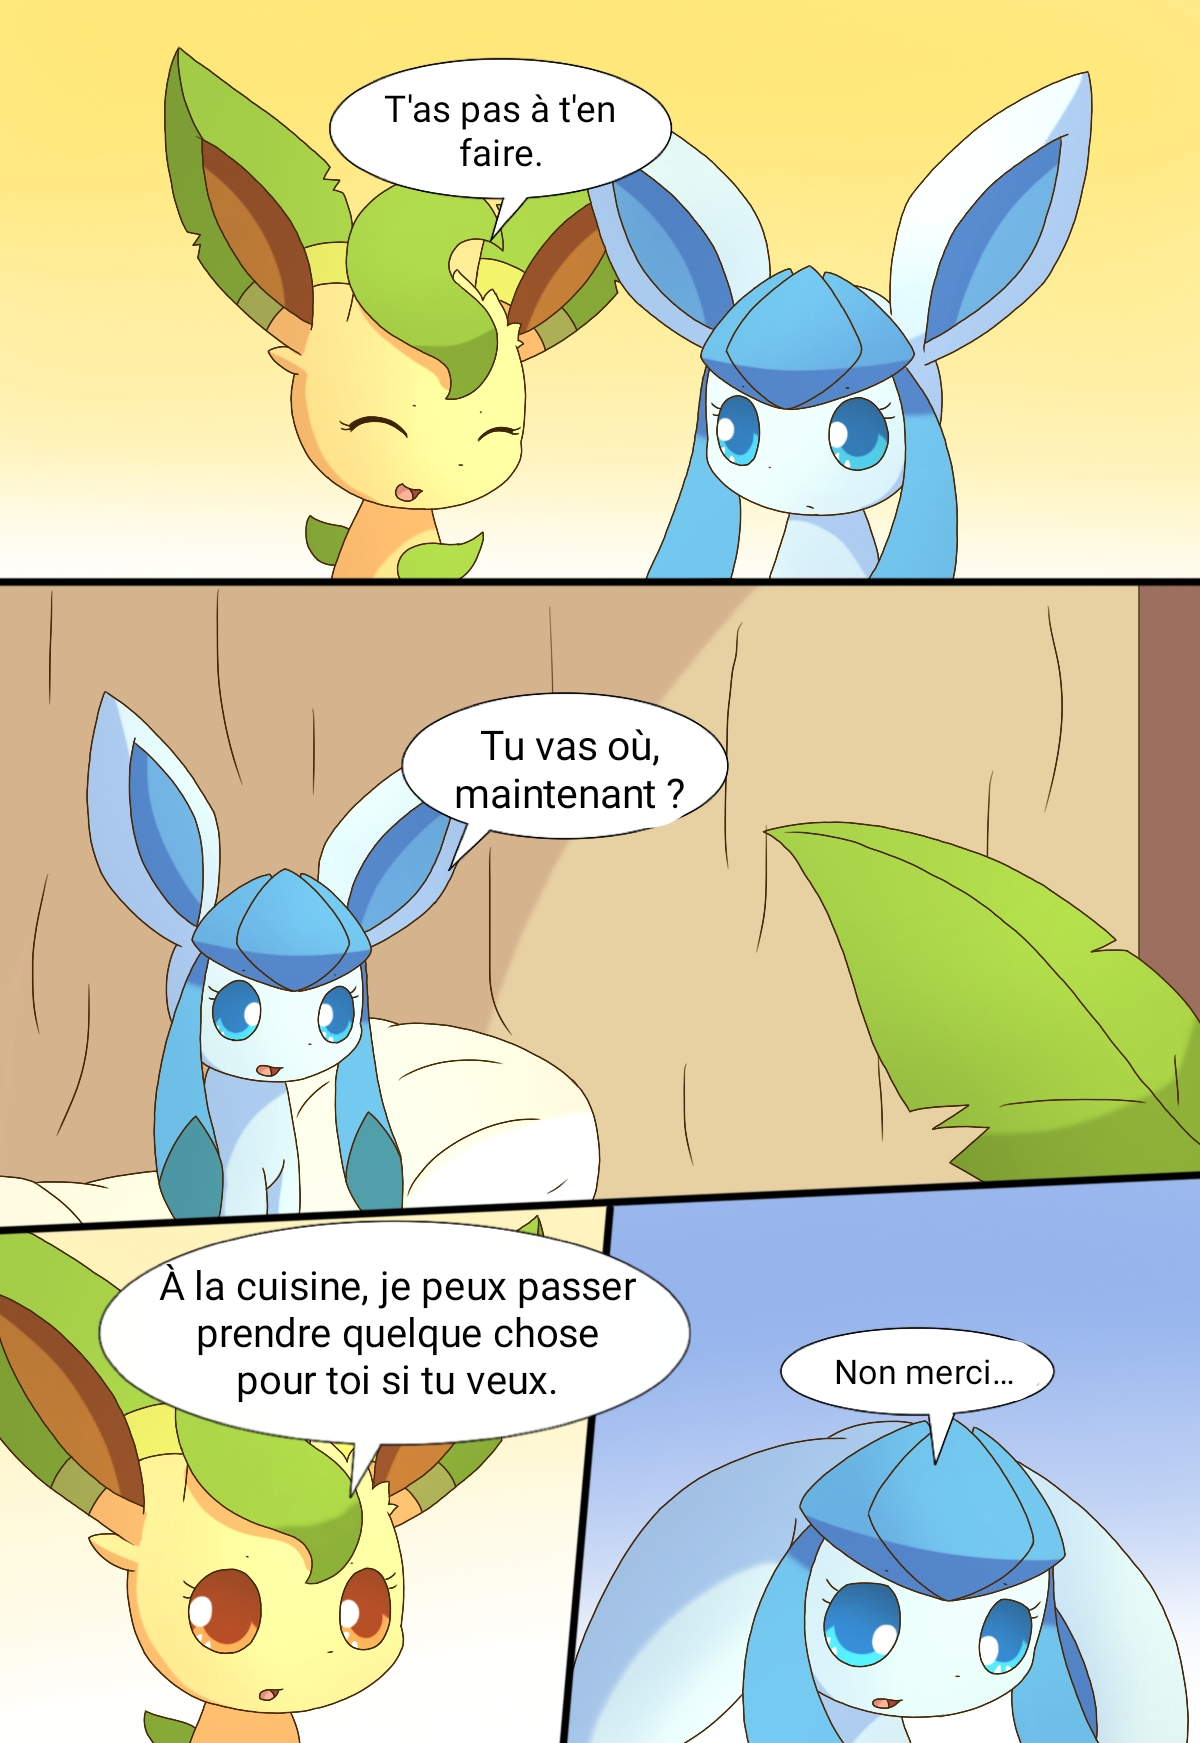 T'as pas à t'en
faire.
Tu vas où,
maintenant ?
À la cuisine, je peux passer
prendre quelque chose
pour toi si tu veux.
Non merci...